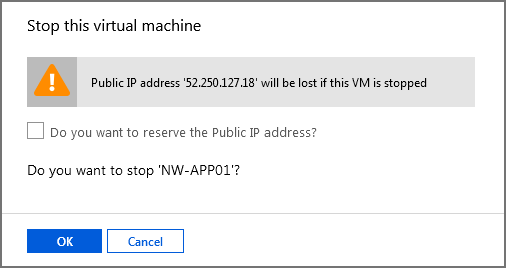 Stop this virtual machine
Public IP address '52.250.127.18' will be lost if this VM is stopped
Do you want to reserve the Public IP address?
Do you want to stop 'NW-APP01'?
OK
Cancel